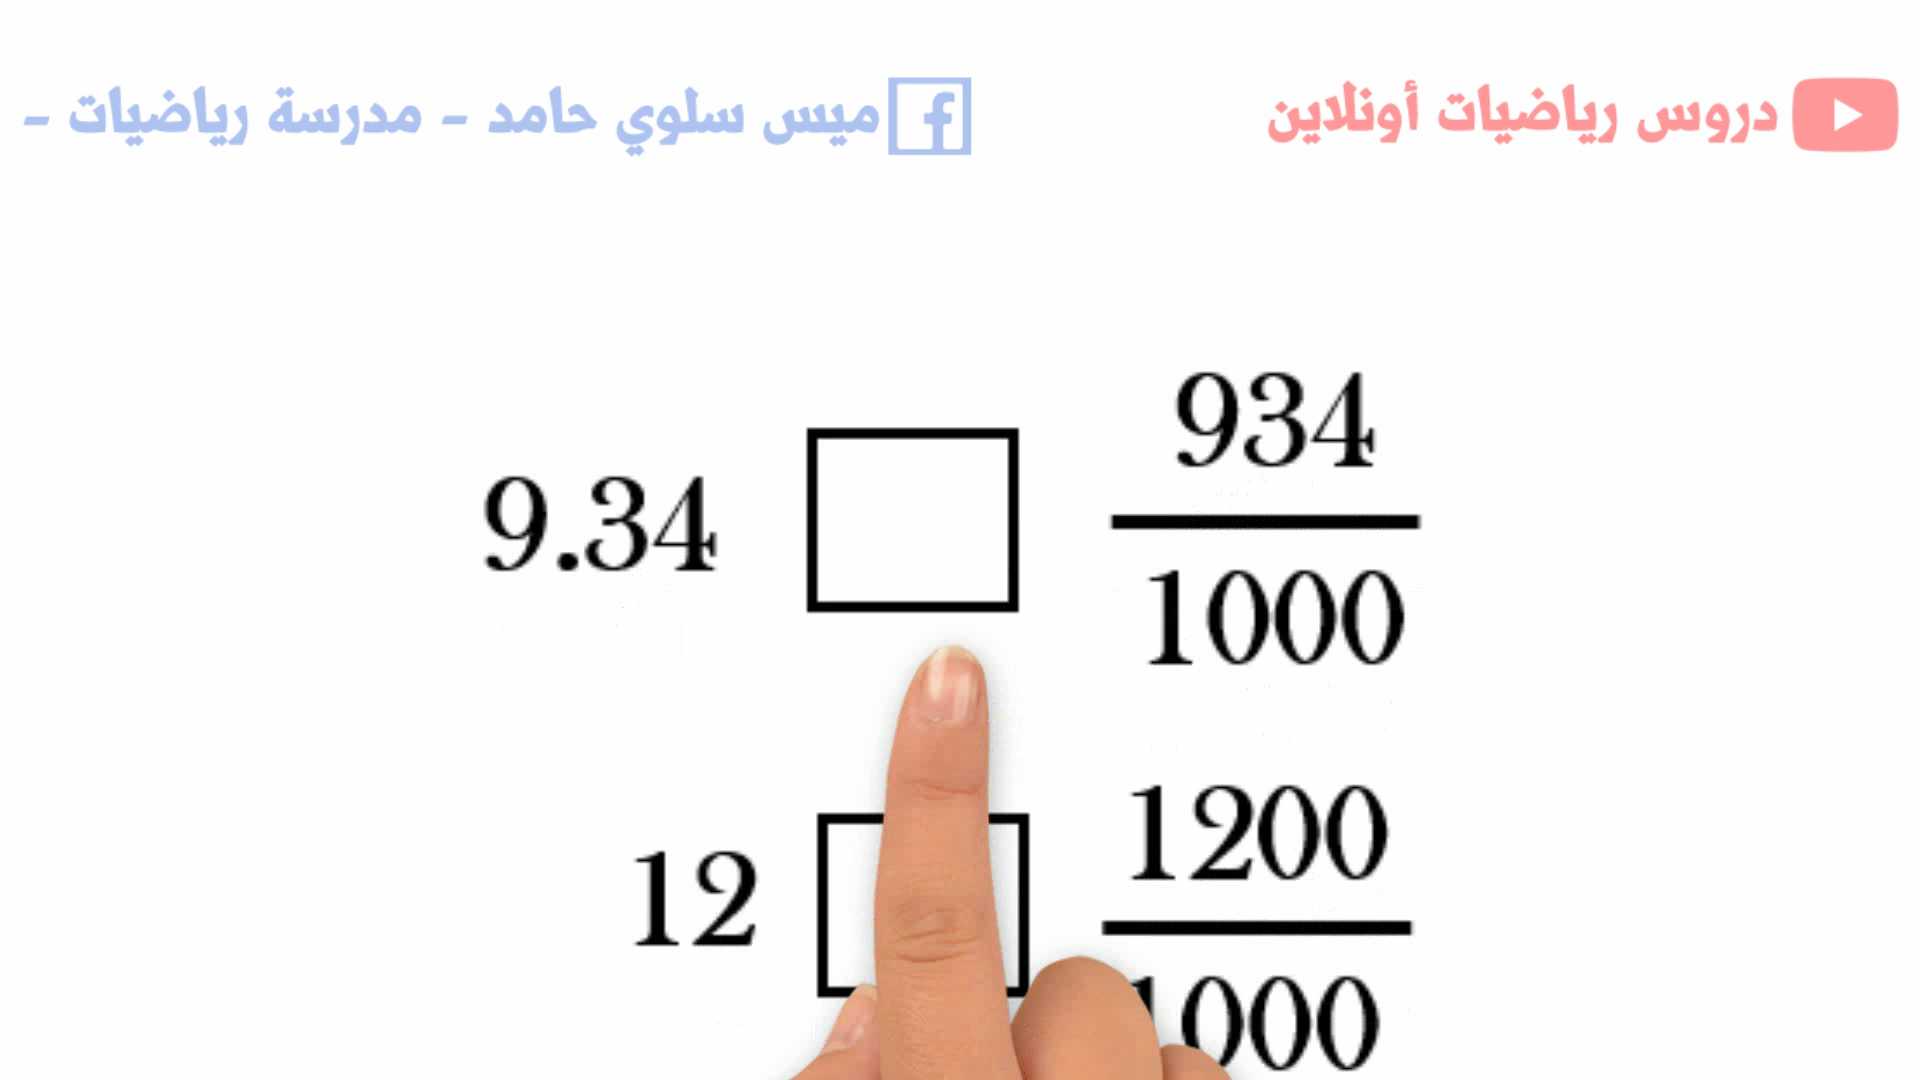 دروس رياضيات أونلاين
ميس سلوي حامد - مدرسة رياضيات -
9.34 934
1000
12 1200
1000